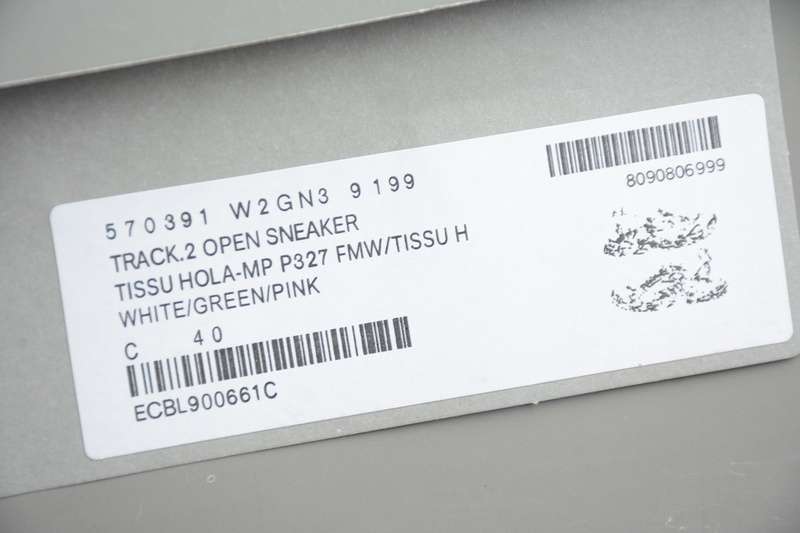 570391 W2GN3 9199
TRACK.2 OPEN SNEAKER
TISSU HOLA-MP P327 FMW/TISSU H
WHITE/GREEN/PINK
C 40
ECBL900661C
8090806999